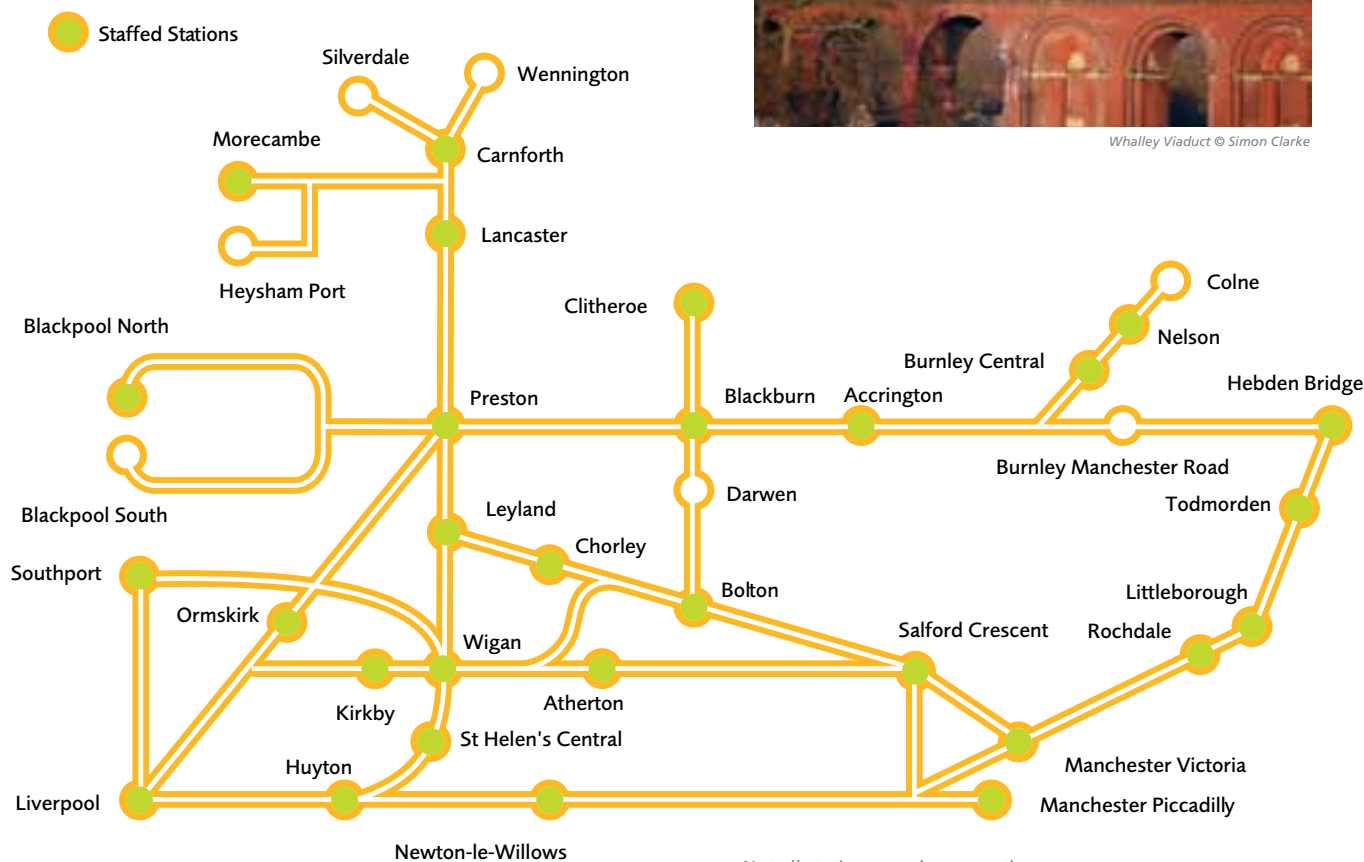 Staffed Stations
Silverdale
Wennington
Morecambe
Whalley Viaduct © Simon Clarke
Carnforth
Lancaster
Heysham Port
Colne
Clitheroe
Blackpool North
Nelson
Burnley Central
Hebden Bridge
Preston
Blackburn
Accrington
Burnley Manchester Road
Darwen
Todmorden
Blackpool South
Leyland
Chorley
Southport
Bolton
Littleborough
Ormskirk
Salford Crescent
Rochdale
Wigan
Kirkby
Atherton
St Helen's Central
Huyton
Manchester Victoria
Liverpool
Manchester Piccadilly
Newton-le-Willows